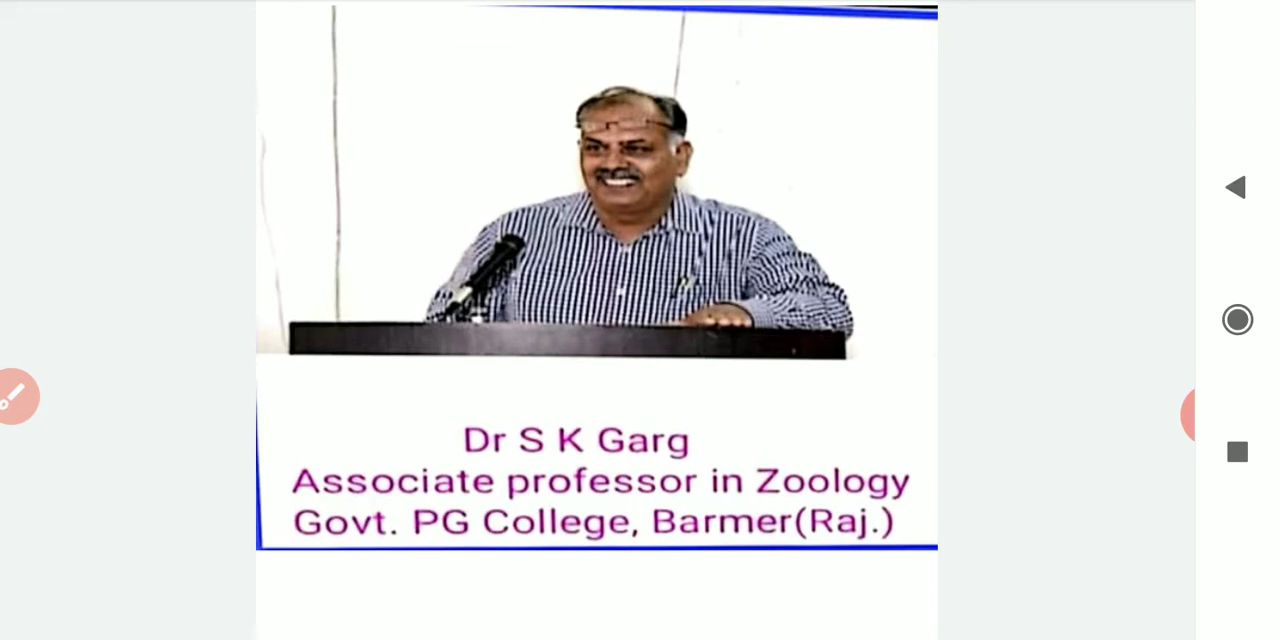 Dr S K Garg
Associate professor in Zoology
Govt. PG College, Barmer(Raj.)